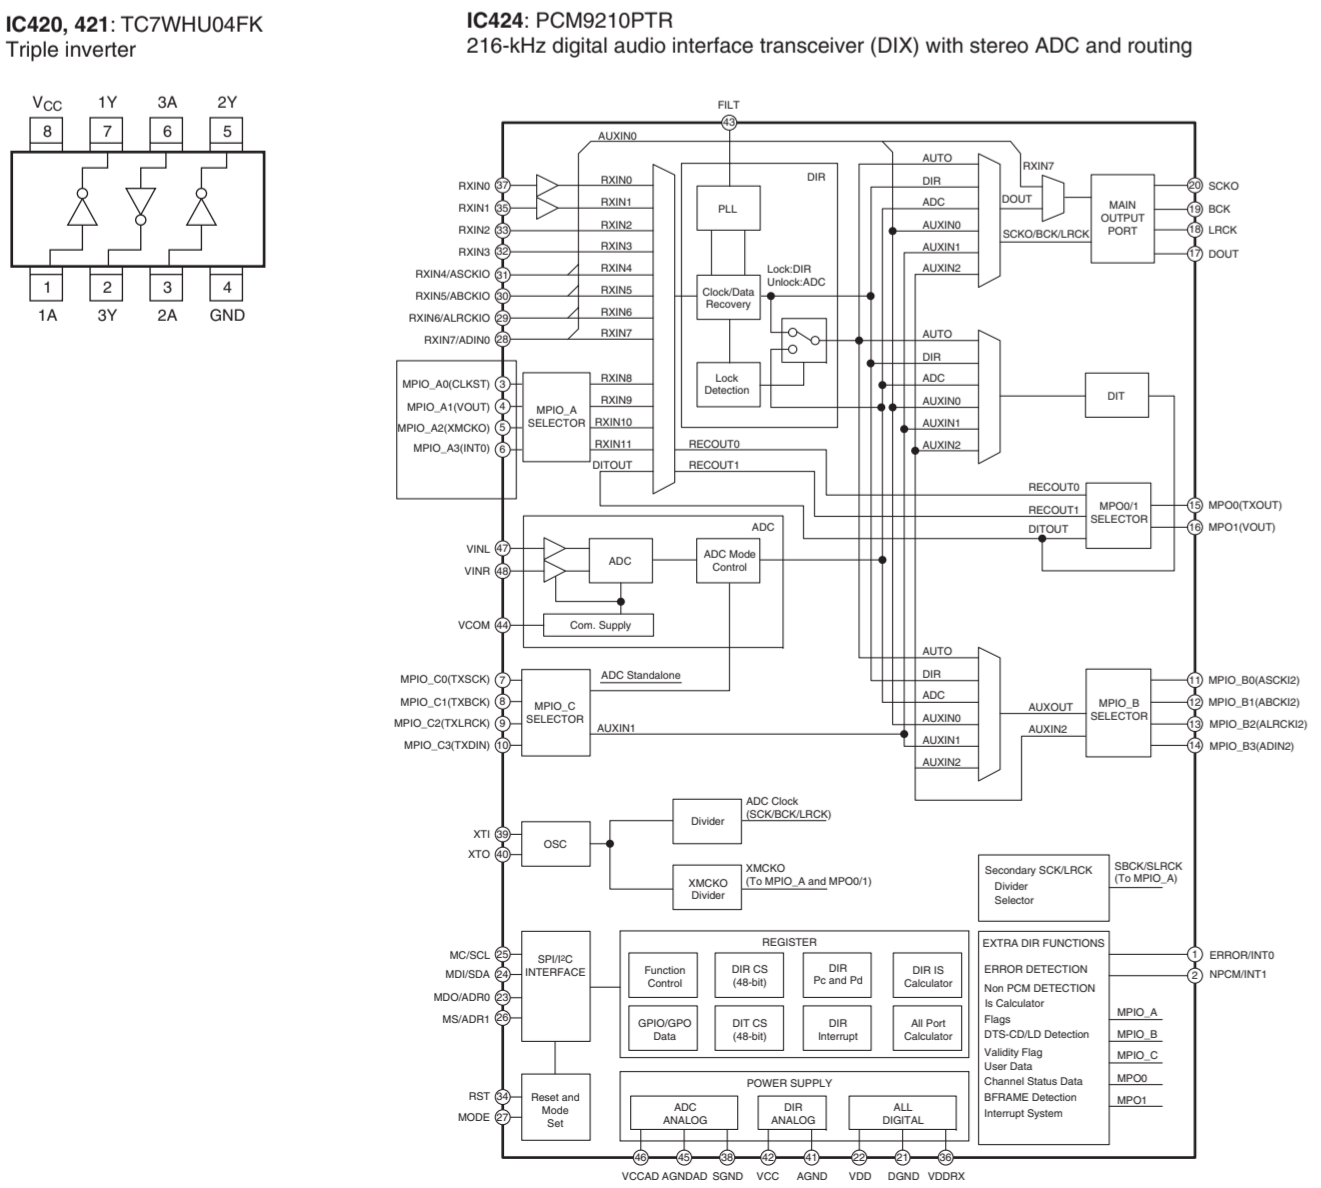 IC420, 421: TC7WHU04FK
Triple inverter
VCC 1Y 3A 2Y
8 7 6 5
1 2 3 4
1A 3Y 2A GND
IC424: PCM9210PTR
216-kHz digital audio interface transceiver (DIX) with stereo ADC and routing
FILT
43
AUXIN0
RXIN0 37 RXIN0
RXIN1 35 RXIN1
RXIN2 33 RXIN2
RXIN3 32 RXIN3
RXIN4/ASCKIO 31 RXIN4
RXIN5/ABCKIO 30 RXIN5
RXIN6/ALRCKIO 29 RXIN6
RXIN7/ADIN0 28 RXIN7
MPIO_A0(CLKST) 3 RXIN8
MPIO_A1(VOUT) 4 RXIN9
MPIO_A2(XMCKO) 5 RXIN10
MPIO_A3(INT0) 6 RXIN11
MPIO_A
SELECTOR
DITOUT
DIR
PLL
Clock/Data
Recovery
Lock:DIR
Unlock:ADC
Lock
Detection
RECOUT0
RECOUT1
AUTO
DIR
ADC
AUXIN0
AUXIN1
AUXIN2
RXIN7
DOUT
SCKO/BCK/LRCK
MAIN
OUTPUT
PORT
20 SCKO
19 BCK
18 LRCK
17 DOUT
AUTO
DIR
ADC
AUXIN0
AUXIN1
AUXIN2
DIT
RECOUT0
RECOUT1
DITOUT
MPO0/1
SELECTOR
15 MPO0(TXOUT)
16 MPO1(VOUT)
VINL 47
VINR 48
VCOM 44
ADC
ADC
ADC Mode
Control
Com. Supply
MPIO_C0(TXSCK) 7
MPIO_C1(TXBCK) 8
MPIO_C2(TXLRCK) 9
MPIO_C3(TXDIN) 10
MPIO_C
SELECTOR
ADC Standalone
AUXIN1
AUTO
DIR
ADC
AUXIN0
AUXIN1
AUXIN2
AUXOUT
AUXIN2
MPIO_B
SELECTOR
11 MPIO_B0(ASCKI2)
12 MPIO_B1(ABCKI2)
13 MPIO_B2(ALRCKI2)
14 MPIO_B3(ADIN2)
XTI 39
XTO 40
OSC
Divider
ADC Clock
(SCK/BCK/LRCK)
XMCKO
Divider
XMCKO
(To MPIO_A and MPO0/1)
Secondary SCK/LRCK
Divider
Selector
SBCK/SLRCK
(To MPIO_A)
MC/SCL 25
MDI/SDA 24
MDO/ADR0 23
MS/ADR1 26
SPI/I²C
INTERFACE
REGISTER
Function
Control
DIR CS
(48-bit)
DIR
Pc and Pd
DIR IS
Calculator
GPIO/GPO
Data
DIT CS
(48-bit)
DIR
Interrupt
All Port
Calculator
EXTRA DIR FUNCTIONS
ERROR DETECTION
Non PCM DETECTION
Is Calculator
Flags
DTS-CD/LD Detection
Validity Flag
User Data
Channel Status Data
BFRAME Detection
Interrupt System
1 ERROR/INT0
2 NPCM/INT1
MPIO_A
MPIO_B
MPIO_C
MPO0
MPO1
RST 34
MODE 27
Reset and
Mode
Set
POWER SUPPLY
ADC
ANALOG
DIR
ANALOG
ALL
DIGITAL
46 45 38 42 41 22 21 36
VCCAD AGNDAD SGND VCC AGND VDD DGND VDDRX